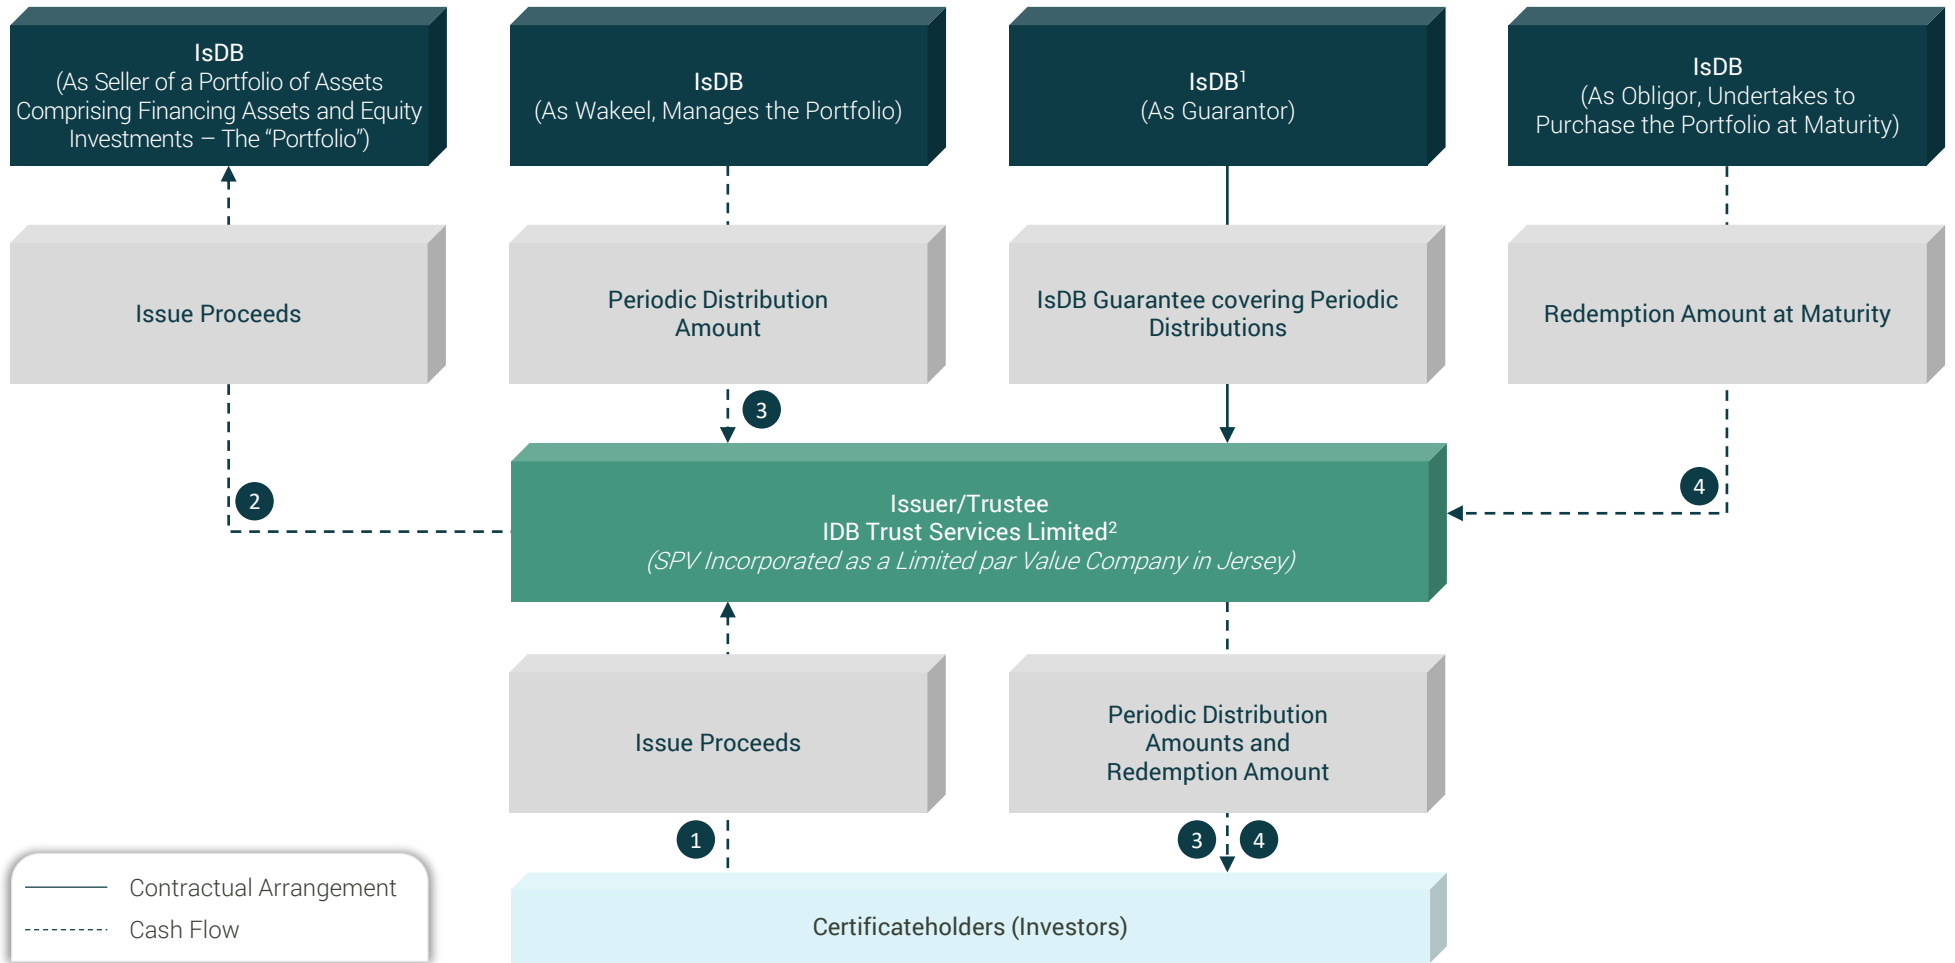 IsDB
(As Seller of a Portfolio of Assets
Comprising Financing Assets and Equity
Investments – The “Portfolio”)
IsDB
(As Wakeel, Manages the Portfolio)
IsDB¹
(As Guarantor)
IsDB
(As Obligor, Undertakes to
Purchase the Portfolio at Maturity)
Issue Proceeds
Periodic Distribution
Amount
IsDB Guarantee covering Periodic
Distributions
Redemption Amount at Maturity
3
2
4
Issuer/Trustee
IDB Trust Services Limited²
(SPV Incorporated as a Limited par Value Company in Jersey)
Issue Proceeds
Periodic Distribution
Amounts and
Redemption Amount
1
3
4
Contractual Arrangement
Cash Flow
Certificateholders (Investors)